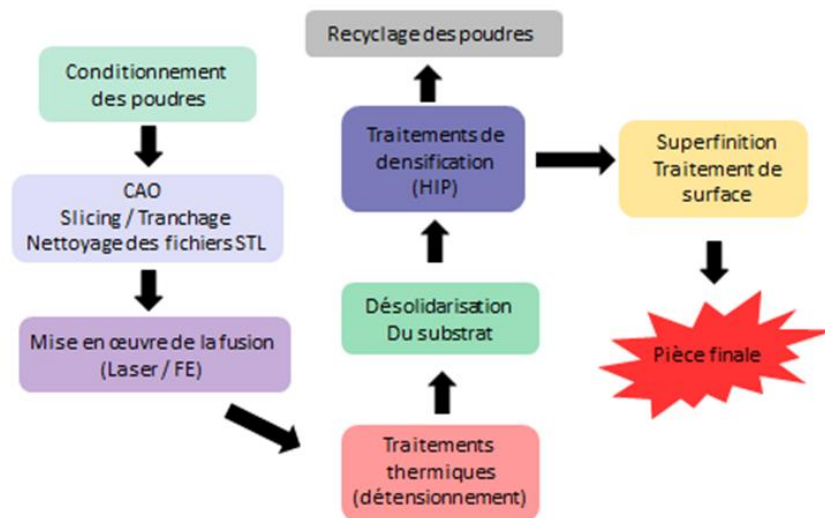 Conditionnement
des poudres
CAO
Slicing / Tranchage
Nettoyage des fichiers STL
Mise en œuvre de la fusion
(Laser / FE)
Traitements
thermiques
(détensionnement)
Désolidarisation
Du substrat
Traitements de
densification
(HIP)
Recyclage des poudres
Superfinition
Traitement de
surface
Pièce finale